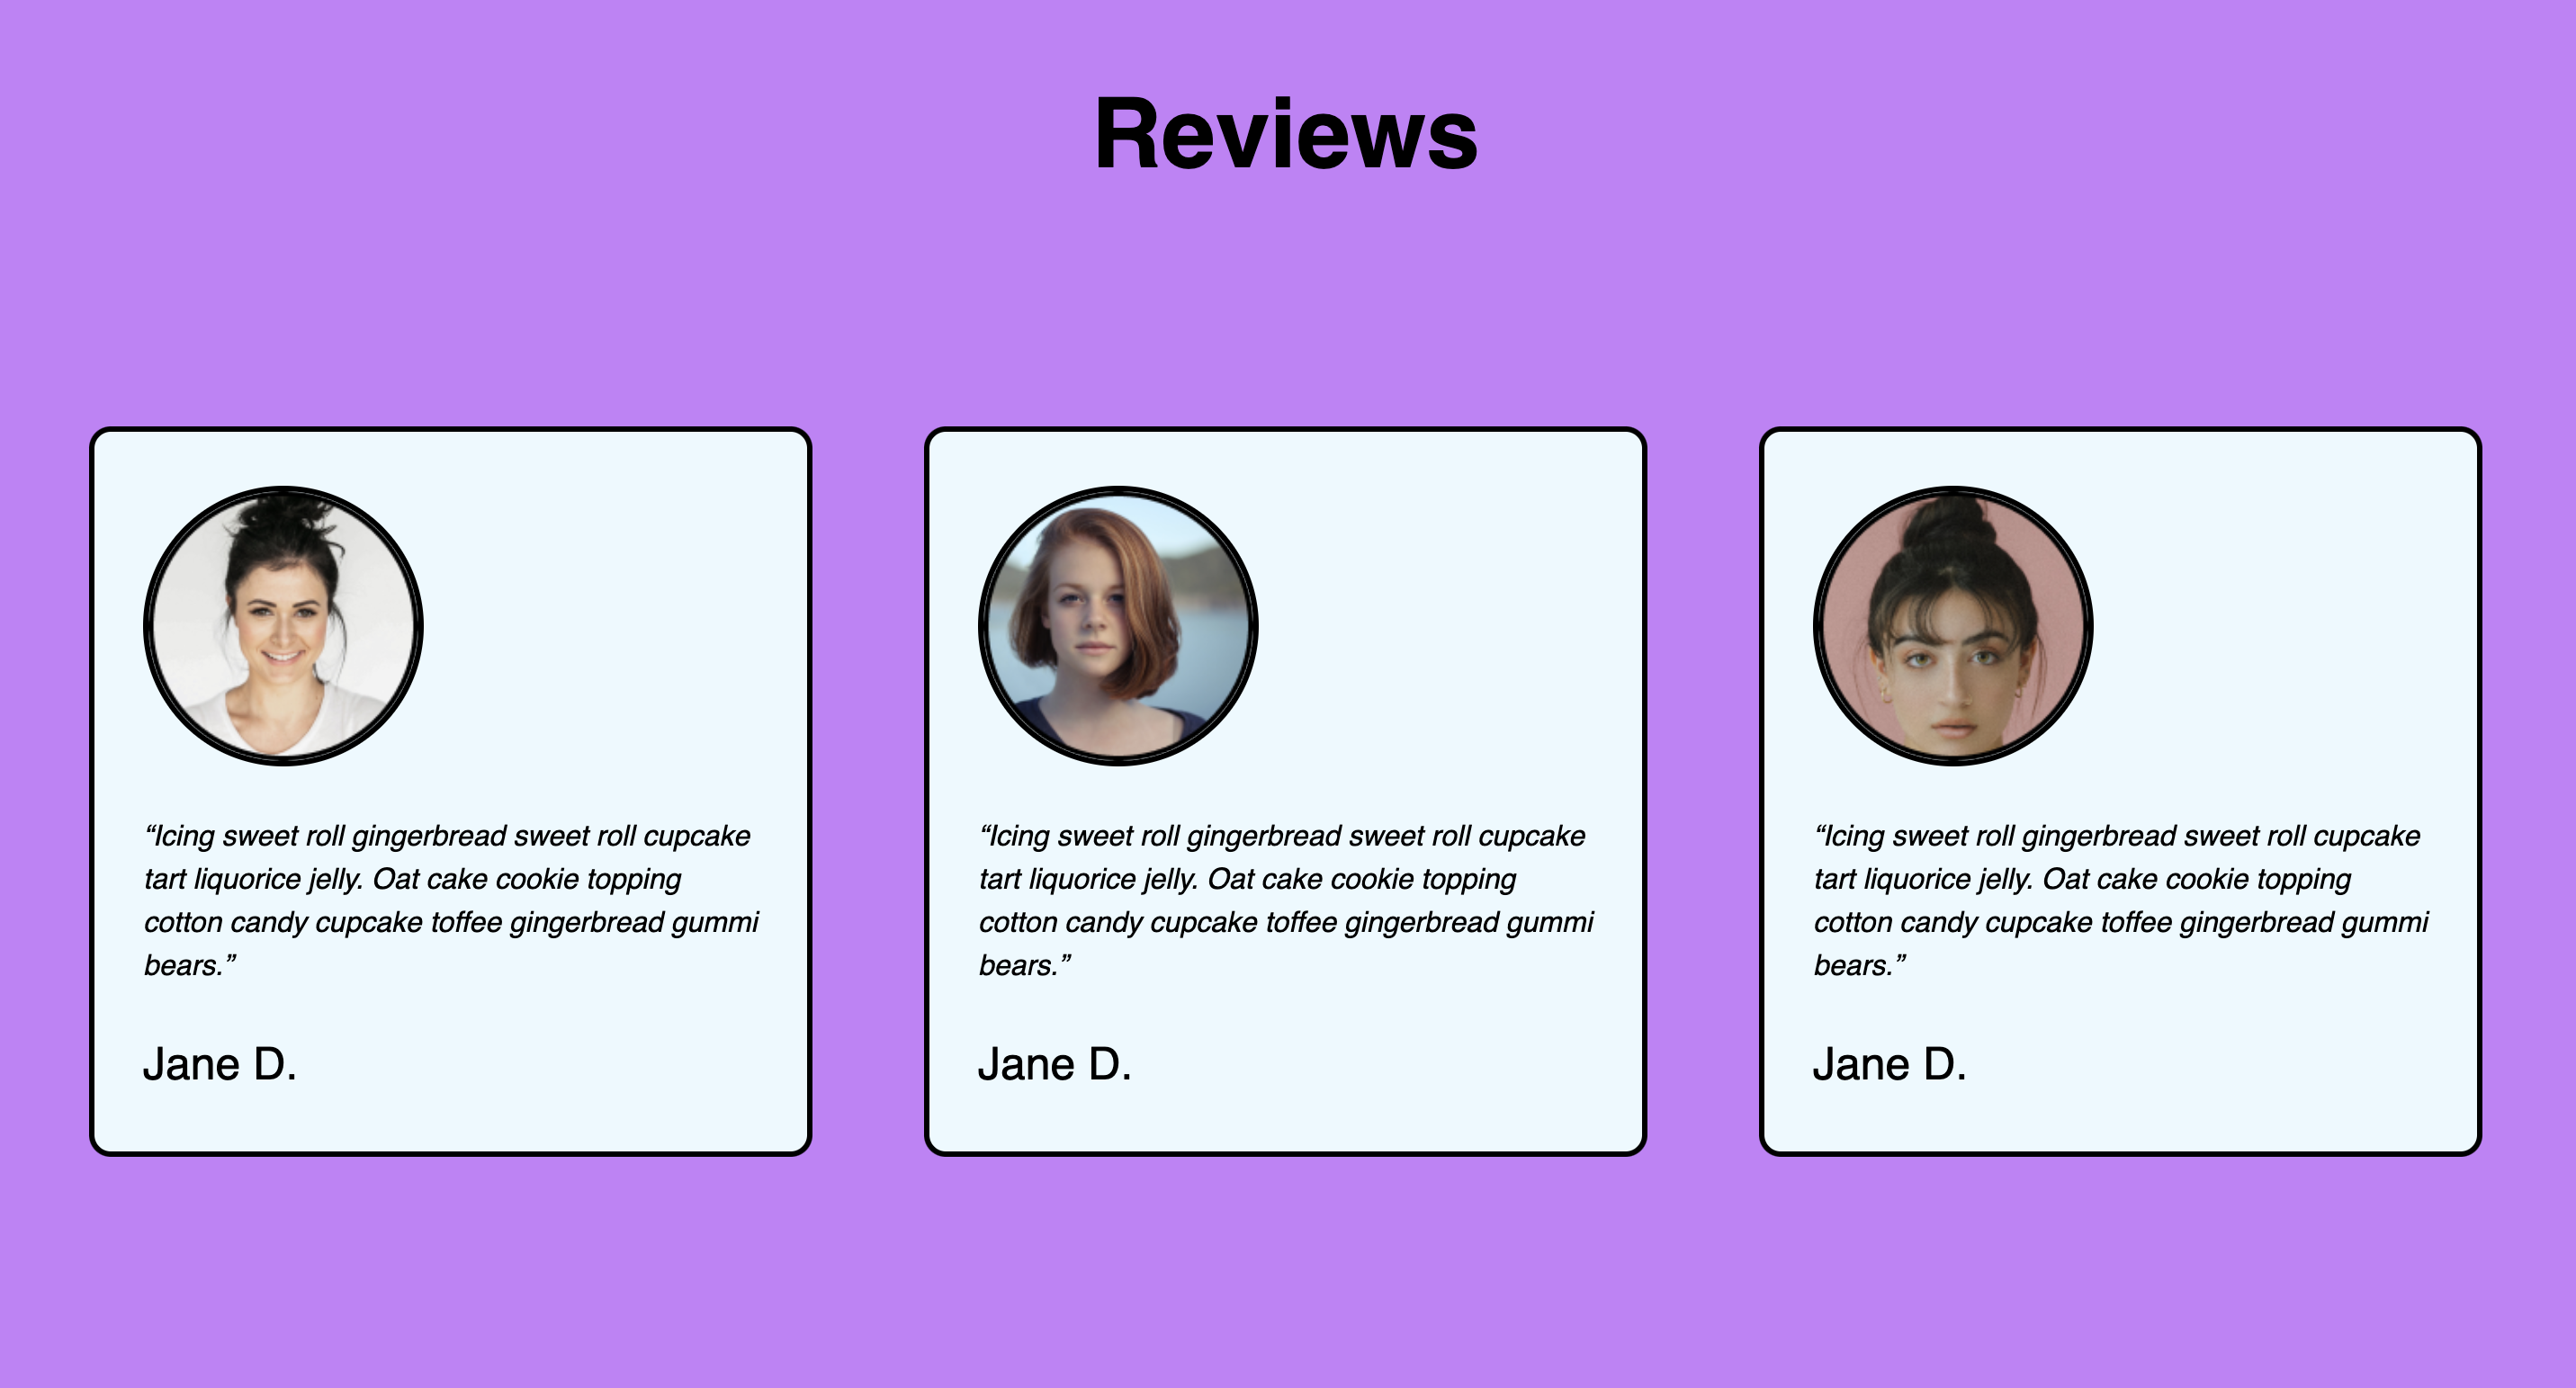 Reviews
“Icing sweet roll gingerbread sweet roll cupcake
tart liquorice jelly. Oat cake cookie topping
cotton candy cupcake toffee gingerbread gummi
bears.”
Jane D.
“Icing sweet roll gingerbread sweet roll cupcake
tart liquorice jelly. Oat cake cookie topping
cotton candy cupcake toffee gingerbread gummi
bears.”
Jane D.
“Icing sweet roll gingerbread sweet roll cupcake
tart liquorice jelly. Oat cake cookie topping
cotton candy cupcake toffee gingerbread gummi
bears.”
Jane D.